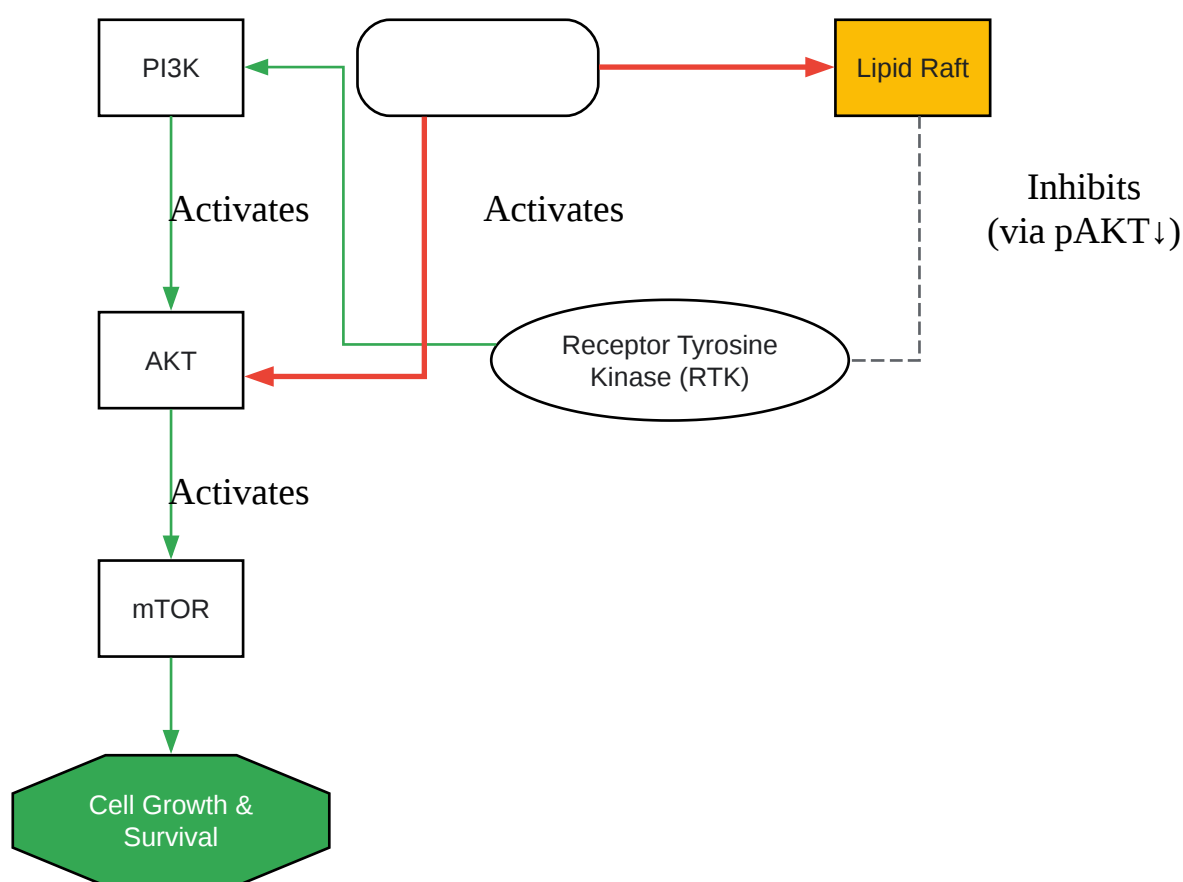 PI3K
Lipid Raft
Activates
Activates
Inhibits
(via pAKT↓)
Receptor Tyrosine
Kinase (RTK)
AKT
Activates
mTOR
Cell Growth &
Survival